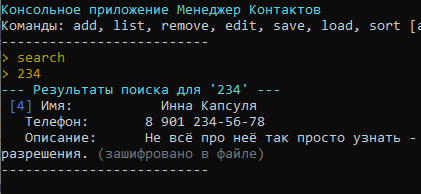 Консольное приложение Менеджер Контактов
Команды: add, list, remove, edit, save, load, sort [
---------------------------
> search
> 234
--- Результаты поиска для '234' ---
[4] Имя: Инна Капсуля
Телефон: 8 901 234-56-78
Описание: Не всё про неё так просто узнать -
разрешения. (зашифровано в файле)
---------------------------